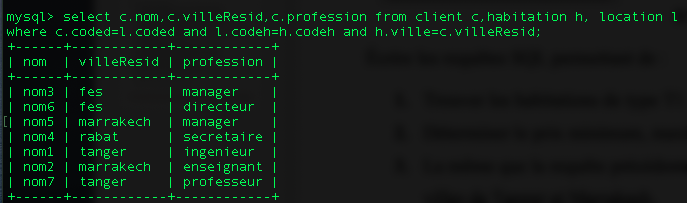 mysql> select c.nom,c.villeResid,c.profession from client c,habitation h, location l
where c.coded=l.coded and l.codeh=h.codeh and h.ville=c.villeResid;
+------+------------+------------+
| nom | villeResid | profession |
+------+------------+------------+
| nom3 | fes | manager |
| nom6 | fes | directeur |
| nom5 | marrakech | manager |
| nom4 | rabat | secretaire |
| nom1 | tanger | ingenieur |
| nom2 | marrakech | enseignant |
| nom7 | tanger | professeur |
+------+------------+------------+